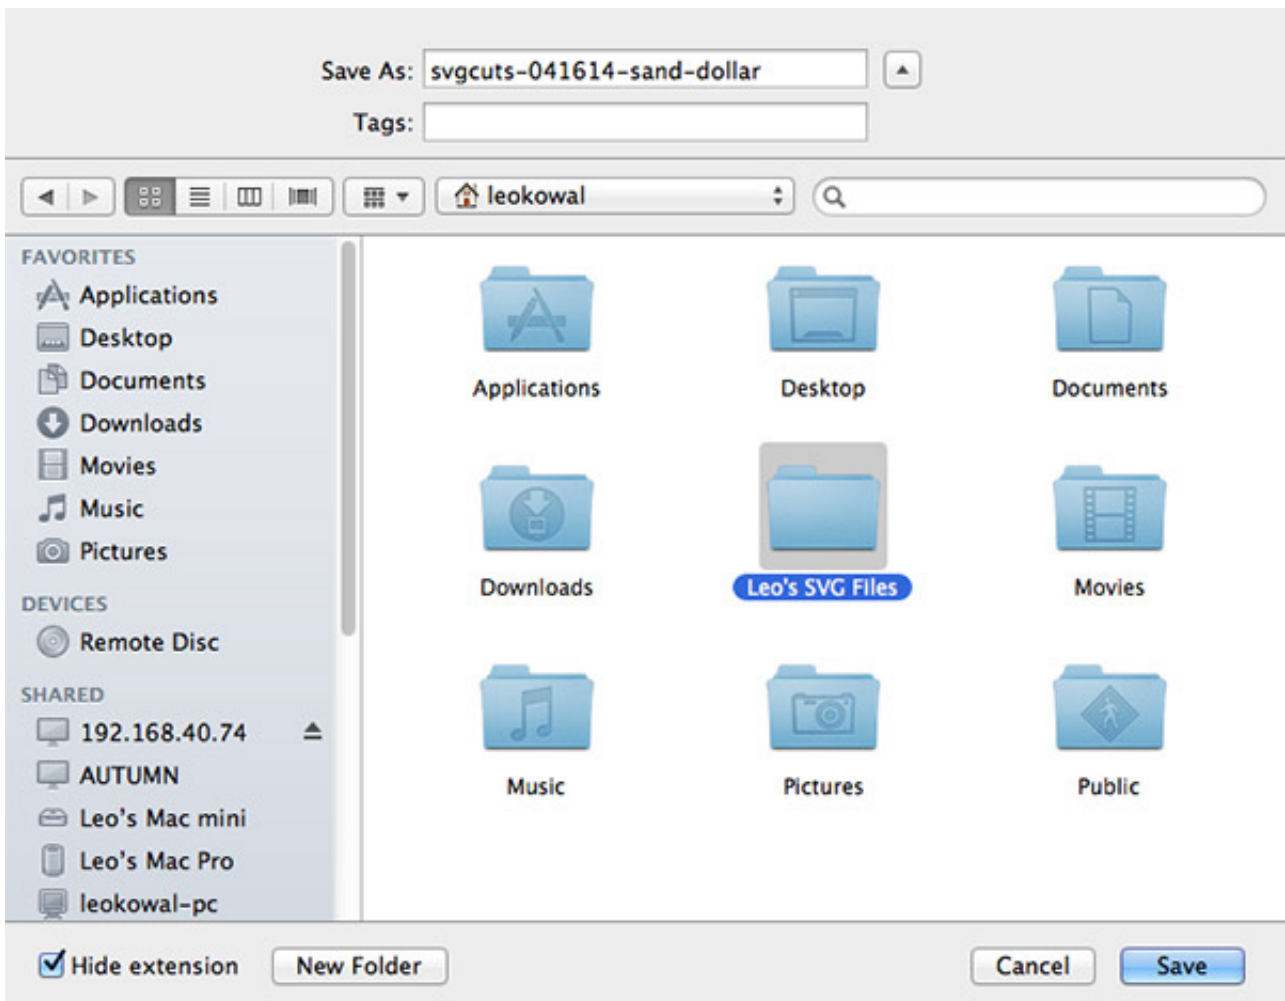 Save As: svgcuts-041614-sand-dollar
Tags:
leokowal
FAVORITES
Applications
Desktop
Documents
Downloads
Movies
Music
Pictures
DEVICES
Remote Disc
SHARED
192.168.40.74
AUTUMN
Leo's Mac mini
Leo's Mac Pro
leokowal-pc
Applications Desktop Documents
Downloads Leo's SVG Files Movies
Music Pictures Public
Hide extension New Folder Cancel Save